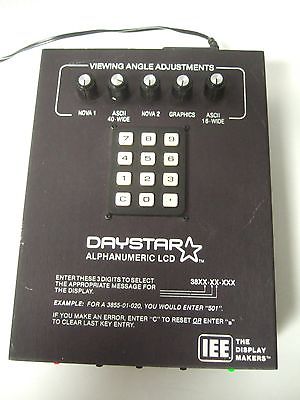 VIEWING ANGLE ADJUSTMENTS
NOVA 1
ASCII
40-WIDE
NOVA 2
GRAPHICS
ASCII
16-WIDE
7 8 9
4 5 6
1 2 3
C 0 ·
DAYSTAR™
ALPHANUMERIC LCD
ENTER THESE 3 DIGITS TO SELECT
THE APPROPRIATE MESSAGE FOR
THE DISPLAY.
38XX-XX-XXX
EXAMPLE: FOR A 3855-01-020, YOU WOULD ENTER "501".
IF YOU MAKE AN ERROR, ENTER "C" TO RESET OR ENTER "■"
TO CLEAR LAST KEY ENTRY.
IEE
THE
DISPLAY
MAKERS™